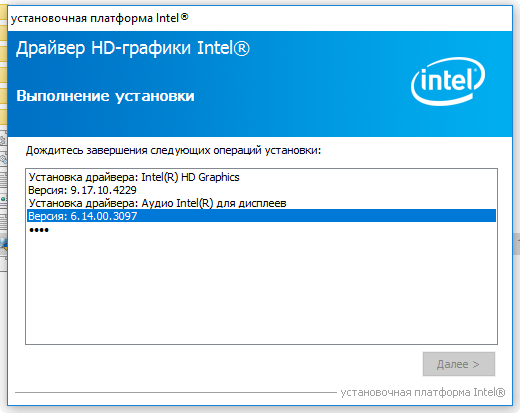 установочная платформа Intel®
Драйвер HD-графики Intel®
Выполнение установки
intel
Дождитесь завершения следующих операций установки:
Установка драйвера: Intel(R) HD Graphics
Версия: 9.17.10.4229
Установка драйвера: Аудио Intel(R) для дисплеев
Версия: 6.14.00.3097
••••
Далее >
установочная платформа Intel®